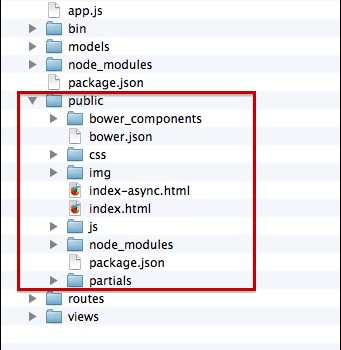 app.js
bin
models
node_modules
package.json
public
bower_components
bower.json
css
img
index-async.html
index.html
js
node_modules
package.json
partials
routes
views